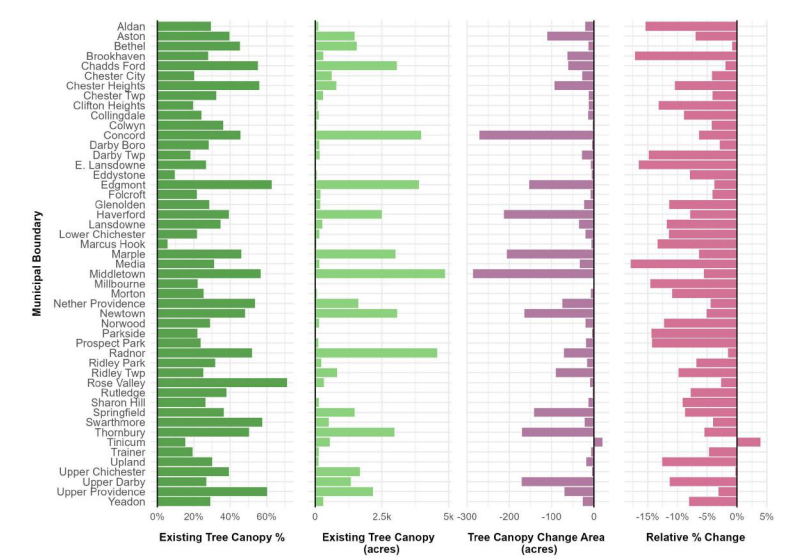 Municipal Boundary
Aldan
Aston
Bethel
Brookhaven
Chadds Ford
Chester City
Chester Heights
Chester Twp
Clifton Heights
Collingdale
Colwyn
Concord
Darby Boro
Darby Twp
E. Lansdowne
Eddystone
Edgmont
Folcroft
Glenolden
Haverford
Lansdowne
Lower Chichester
Marcus Hook
Marple
Media
Middletown
Millbourne
Morton
Nether Providence
Newtown
Norwood
Parkside
Prospect Park
Radnor
Ridley Park
Ridley Twp
Rose Valley
Rutledge
Sharon Hill
Springfield
Swarthmore
Thornbury
Tinicum
Trainer
Upland
Upper Chichester
Upper Darby
Upper Providence
Yeadon
0% 20% 40% 60%
Existing Tree Canopy %
0 2.5k 5k
Existing Tree Canopy
(acres)
-300 -200 -100 0
Tree Canopy Change Area
(acres)
-15% -10% -5% 0% 5%
Relative % Change